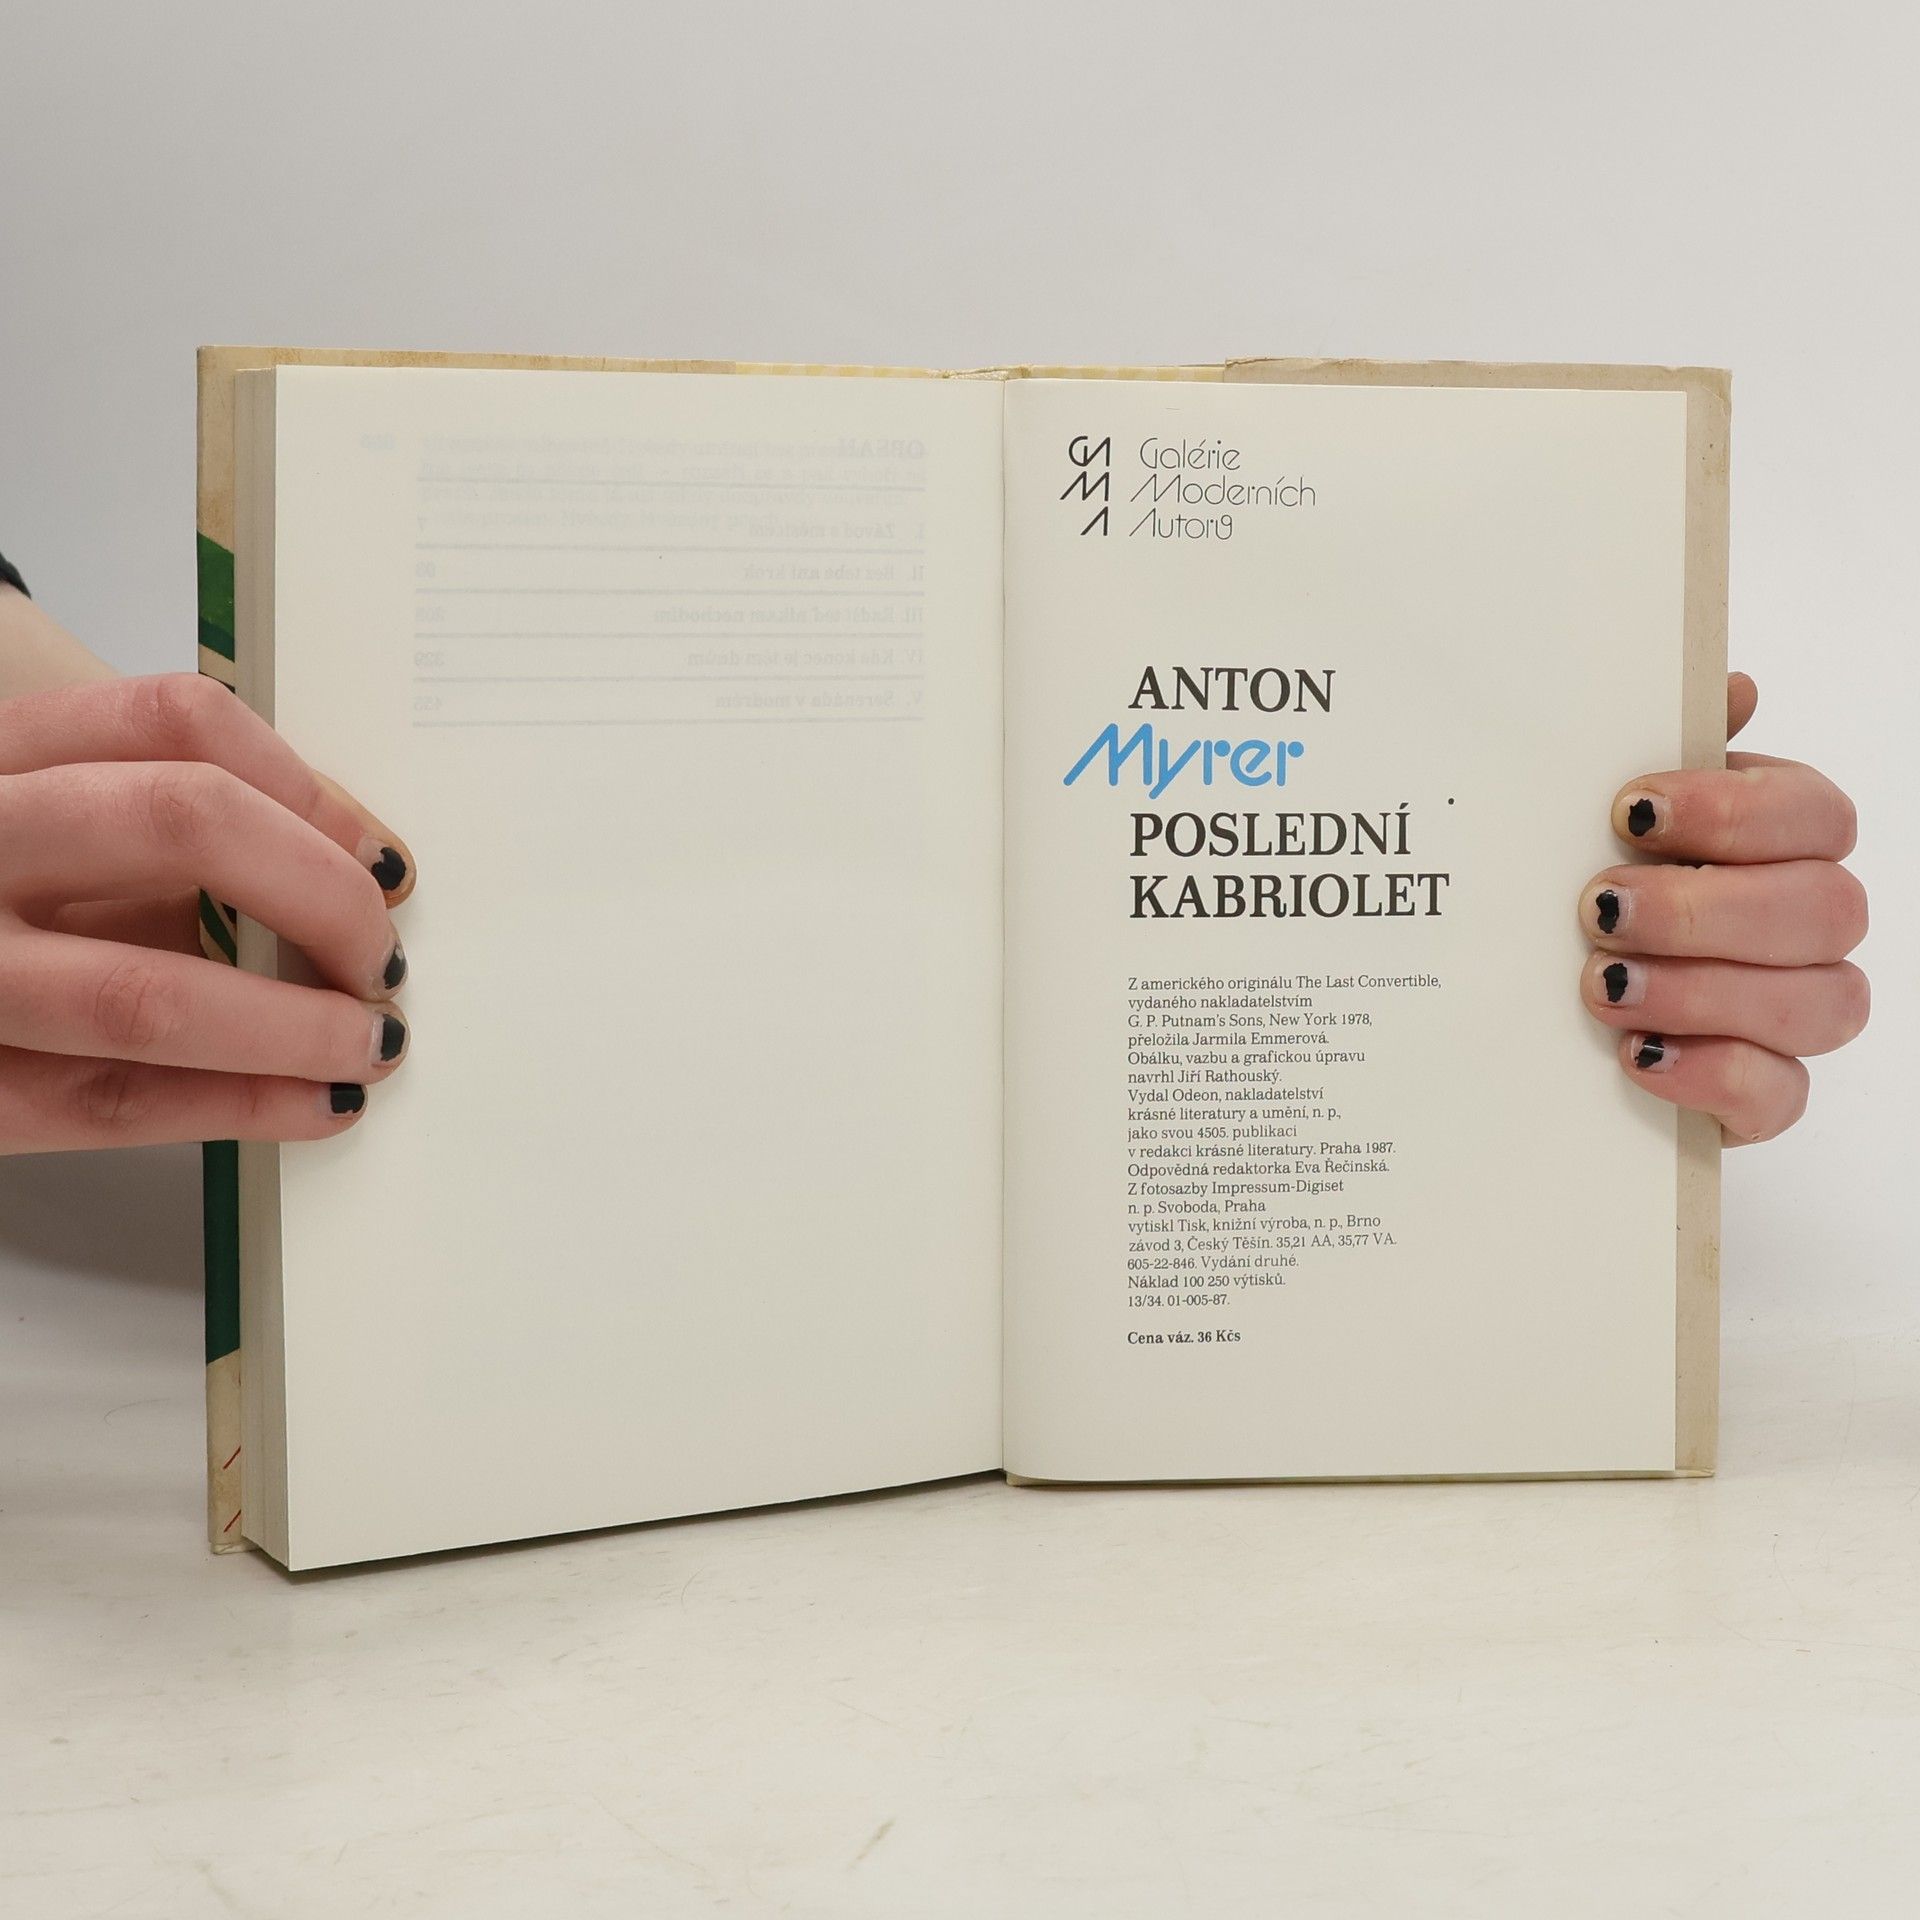 GA
M
A
Galérie
Moderních
Autorů
ANTON
Myrer
POSLEDNÍ
KABRIOLET
Z amerického originálu The Last Convertible,
vydaného nakladatelstvím
G. P. Putnam's Sons, New York 1978,
přeložila Jarmila Emmerová.
Obálku, vazbu a grafickou úpravu
navrhl Jiří Rathouský.
Vydal Odeon, nakladatelství
krásné literatury a umění, n. p.,
jako svou 4505. publikaci
v redakci krásné literatury. Praha 1987.
Odpovědná redaktorka Eva Řečinská.
Z fotosazby Impressum-Digiset
n. p. Svoboda, Praha
vytiskl Tisk, knižní výroba, n. p., Brno
závod 3, Český Těšín. 35,21 AA, 35,77 VA.
605-22-846. Vydání druhé.
Náklad 100 250 výtisků.
13/34. 01-005-87.
Cena váz. 36 Kčs